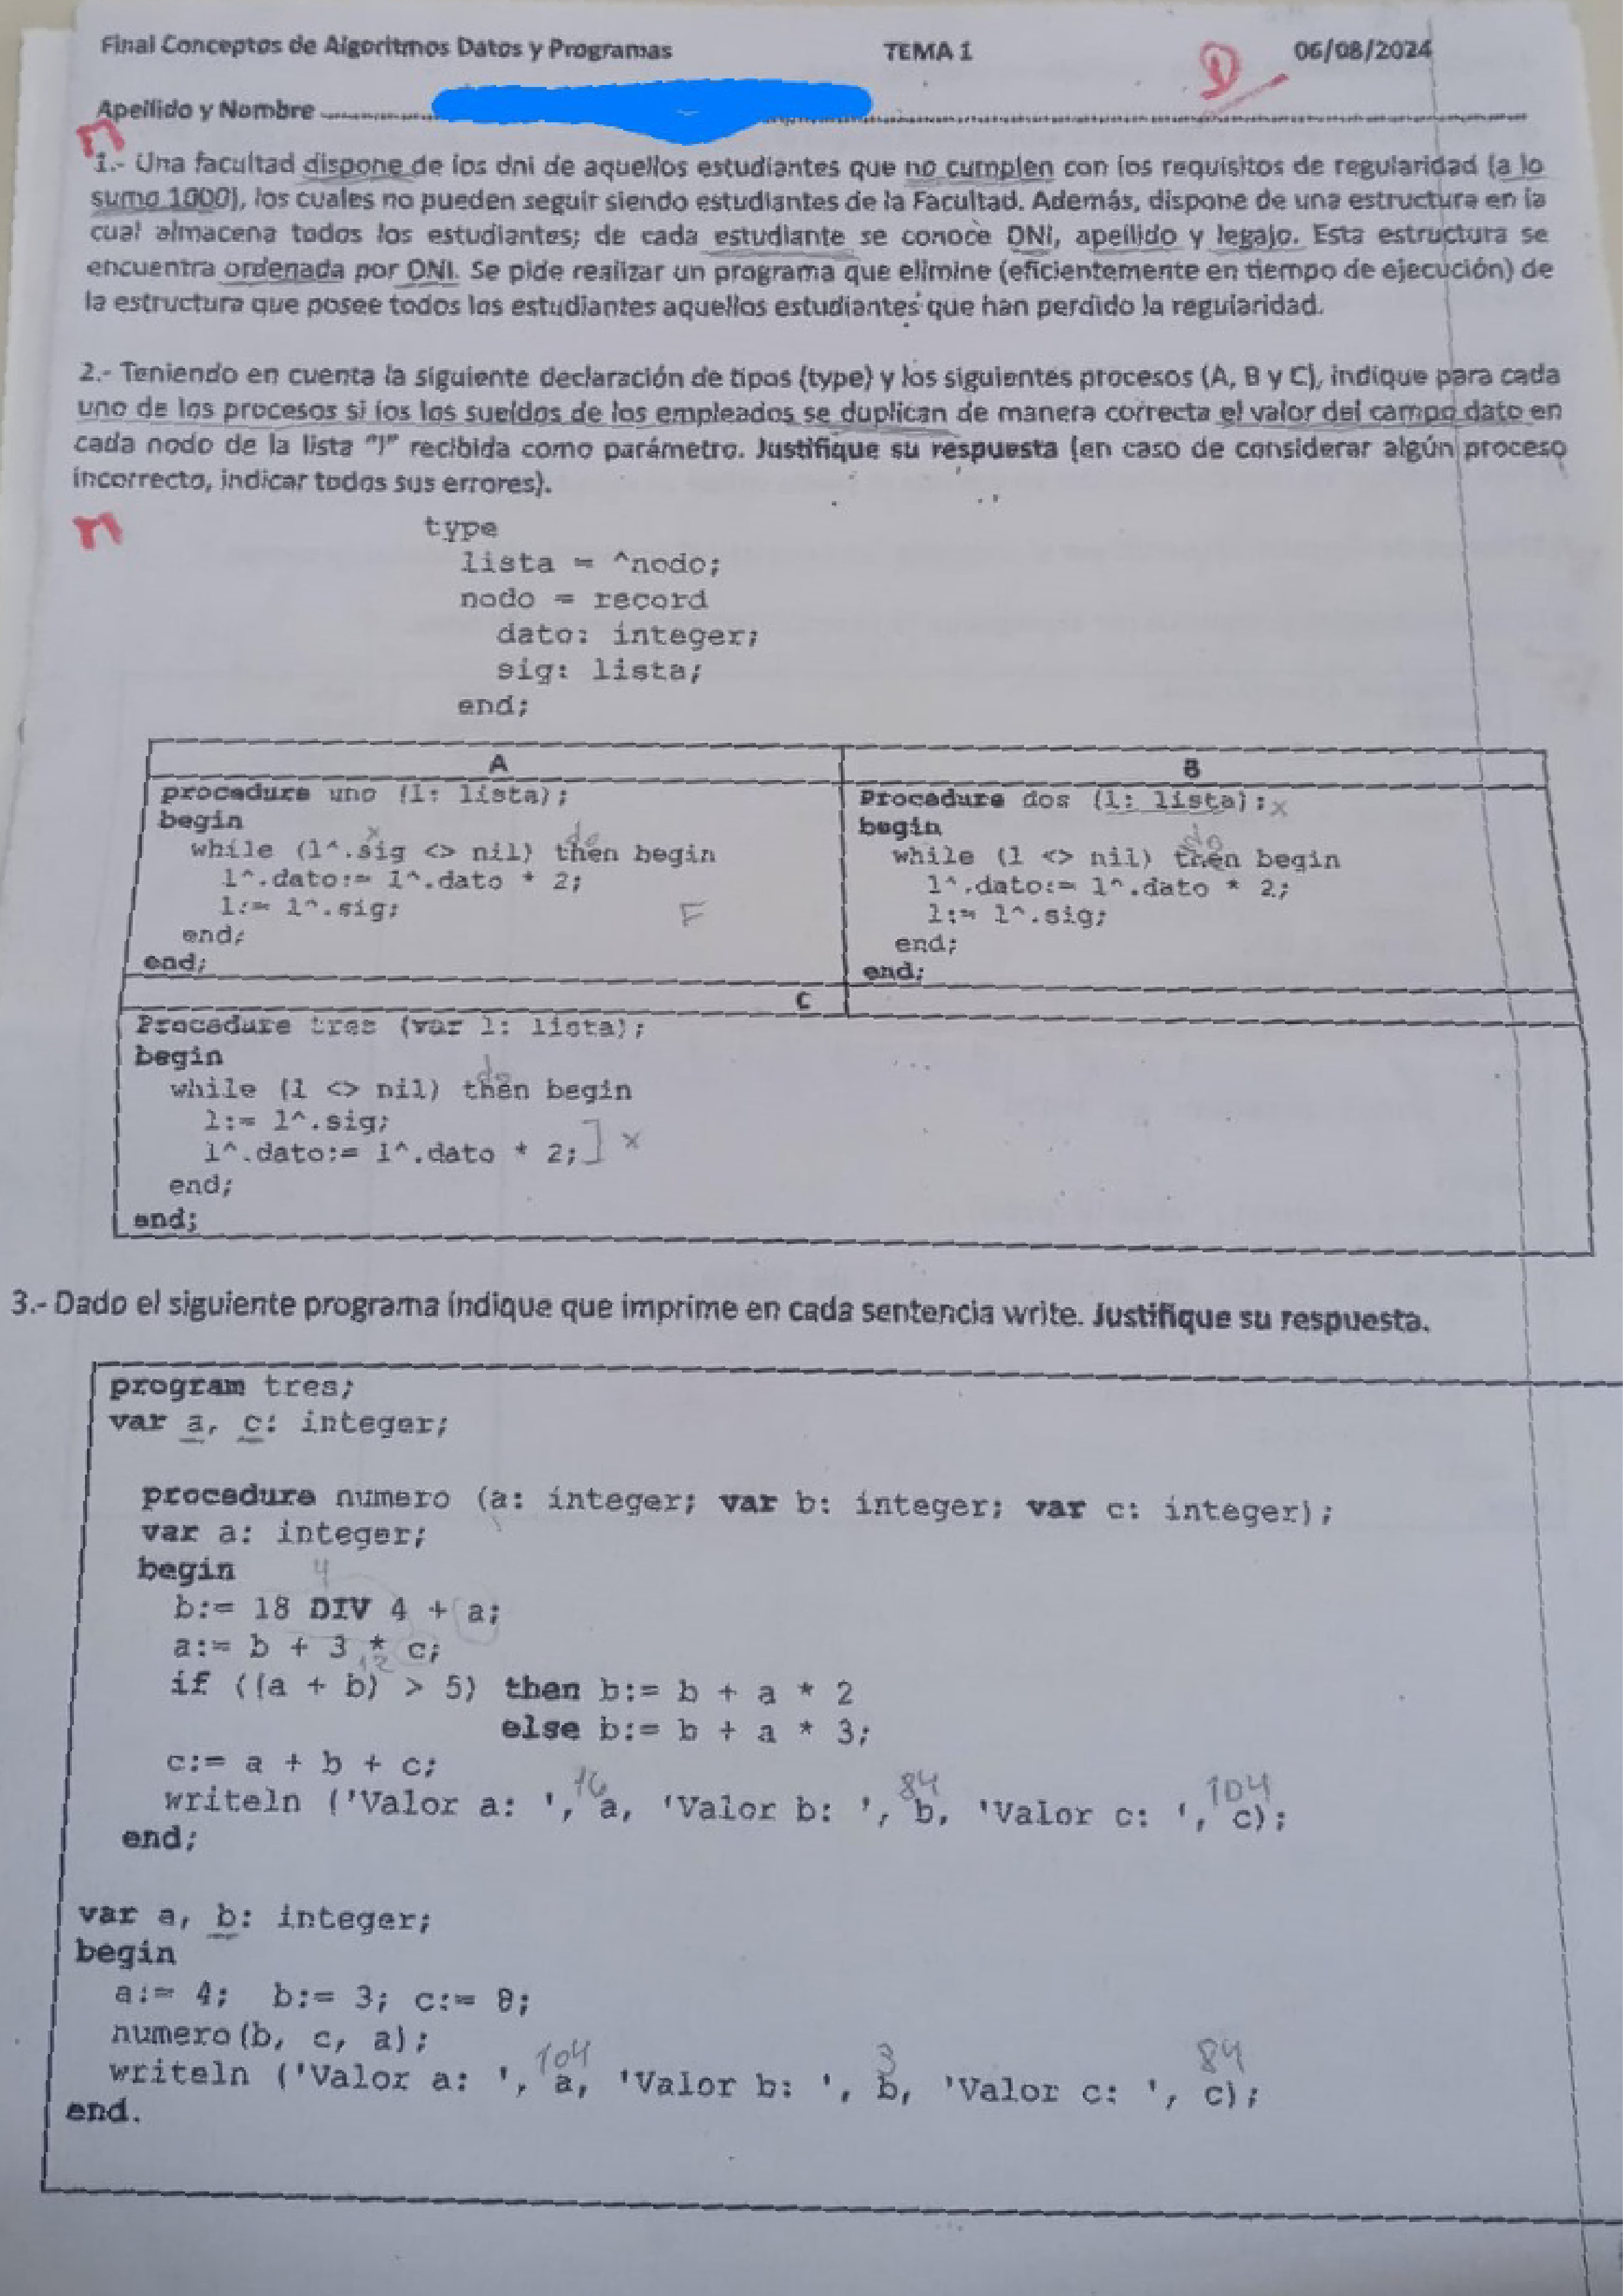 Final Conceptos de Algoritmos Datos y Programas TEMA 1 06/08/2024
D
Apellido y Nombre
1.- Una facultad dispone de los dni de aquellos estudiantes que no cumplen con los requisitos de regularidad (a lo
sumo 1000), los cuales no pueden seguir siendo estudiantes de la Facultad. Además, dispone de una estructura en la
cual almacena todos los estudiantes; de cada estudiante se conoce DNI, apellido y legajo. Esta estructura se
encuentra ordenada por DNI. Se pide realizar un programa que elimine (eficientemente en tiempo de ejecución) de
la estructura que posee todos los estudiantes aquellos estudiantes que han perdido la regularidad.
2.- Teniendo en cuenta la siguiente declaración de tipos (type) y los siguientes procesos (A, B y C), indique para cada
uno de los procesos si los los sueldos de los empleados se duplican de manera correcta el valor del campo dato en
cada nodo de la lista "l" recibida como parámetro. Justifique su respuesta (en caso de considerar algún proceso
incorrecto, indicar todos sus errores).
type
lista = ^nodo;
nodo = record
dato: integer;
sig: lista;
end;
A
procedure uno (l: lista);
begin
x do
while (l^.sig <> nil) then begin
l^.dato:= l^.dato * 2;
l:= l^.sig;
F
end;
end;
B
Procedure dos (l: lista); x
begin
do
while (l <> nil) then begin
l^.dato:= l^.dato * 2;
l:= l^.sig;
end;
end;
C
Procedure tres (var l: lista);
begin
do
while (l <> nil) then begin
l:= l^.sig;
l^.dato:= l^.dato * 2; ] x
end;
end;
3.- Dado el siguiente programa indique que imprime en cada sentencia write. Justifique su respuesta.
program tres;
var a, c: integer;
procedure numero (a: integer; var b: integer; var c: integer);
var a: integer;
begin
4
b:= 18 DIV 4 + a;
a:= b + 3 * c;
12
if ((a + b) > 5) then b:= b + a * 2
else b:= b + a * 3;
c:= a + b + c;
16 84 104
writeln ('Valor a: ', a, 'Valor b: ', b, 'Valor c: ', c);
end;
var a, b: integer;
begin
a:= 4; b:= 3; c:= 8;
numero(b, c, a);
104 3 84
writeln ('Valor a: ', a, 'Valor b: ', b, 'Valor c: ', c);
end.